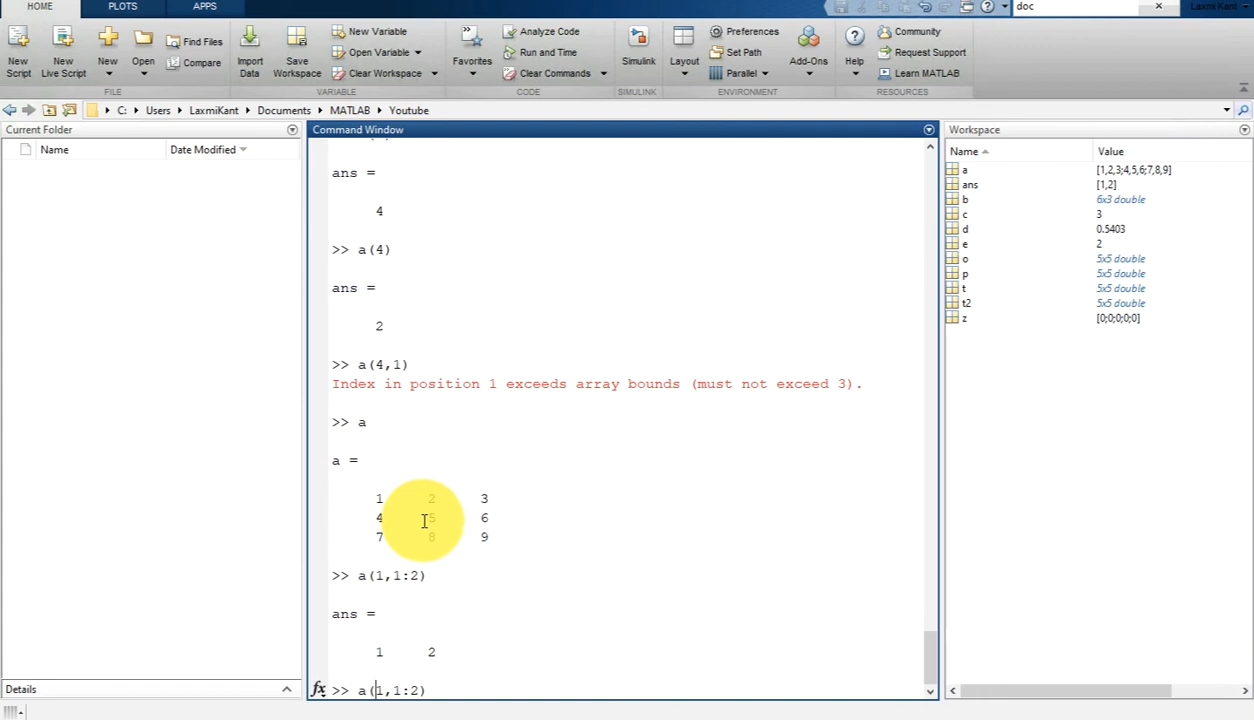 HOME PLOTS APPS doc Laxmi Kant
New Script
New Live Script
New
Open
Find Files
Compare
Import Data
Save Workspace
New Variable
Open Variable
Clear Workspace
Favorites
Analyze Code
Run and Time
Clear Commands
Simulink
Layout
Preferences
Set Path
Parallel
Add-Ons
Help
Community
Request Support
Learn MATLAB
FILE VARIABLE CODE SIMULINK ENVIRONMENT RESOURCES
C: Users LaxmiKant Documents MATLAB Youtube
Current Folder
Name Date Modified
Details
Command Window
ans =
4
>> a(4)
ans =
2
>> a(4,1)
Index in position 1 exceeds array bounds (must not exceed 3).
>> a
a =
1 2 3
4 5 6
7 8 9
>> a(1,1:2)
ans =
1 2
fx >> a(1,1:2)
Workspace
Name Value
a [1,2,3;4,5,6;7,8,9]
ans [1,2]
b 6x3 double
c 3
d 0.5403
e 2
o 5x5 double
p 5x5 double
t 5x5 double
t2 5x5 double
z [0;0;0;0;0]